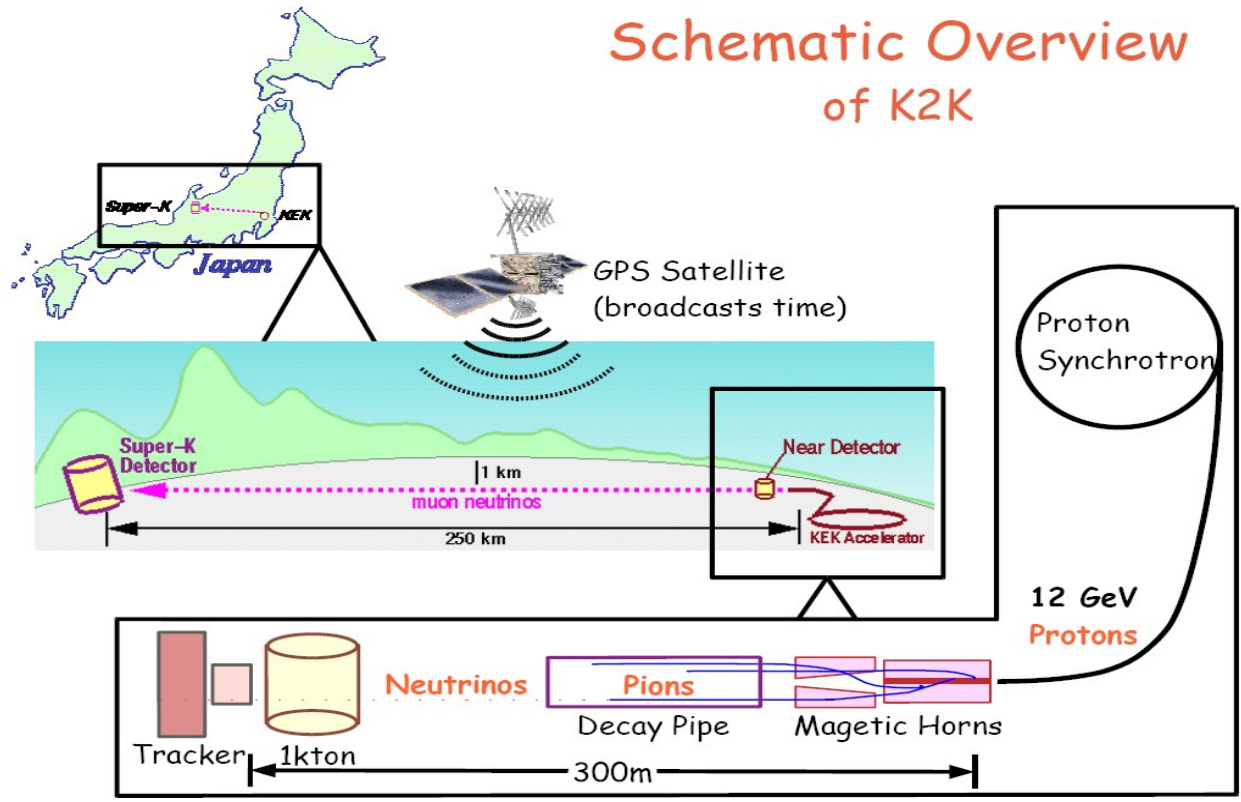 Schematic Overview
of K2K
Super-K
KEK
Japan
GPS Satellite
(broadcasts time)
Proton
Synchrotron
Super-K
Detector
Near Detector
1 km
muon neutrinos
250 km
KEK Accelerator
12 GeV
Protons
Neutrinos
Pions
Decay Pipe
Magetic Horns
Tracker
1kton
300m